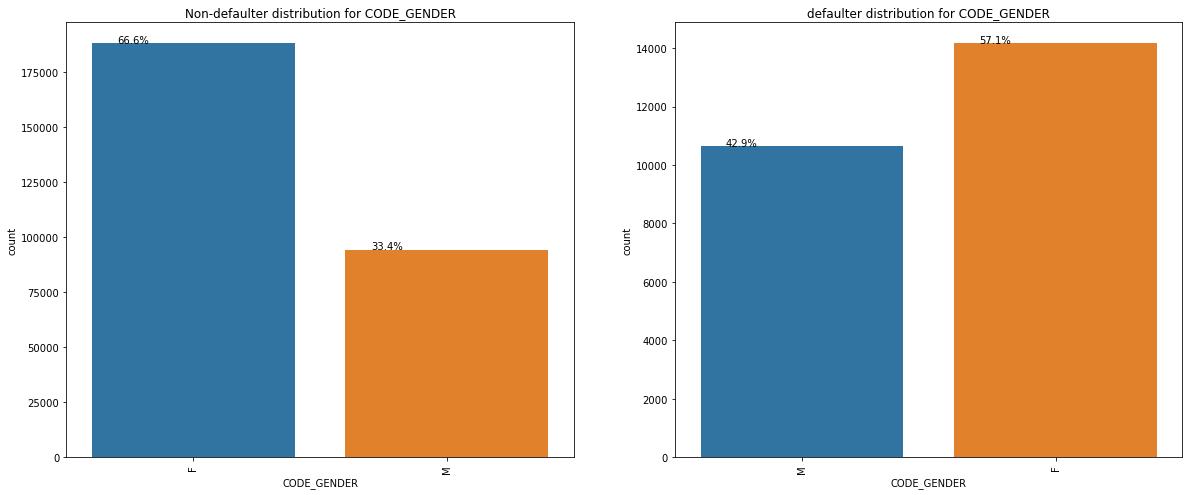 Non-defaulter distribution for CODE_GENDER
66.6%
33.4%
175000
150000
125000
100000
75000
50000
25000
0
count
F
M
CODE_GENDER
defaulter distribution for CODE_GENDER
42.9%
57.1%
14000
12000
10000
8000
6000
4000
2000
0
count
M
F
CODE_GENDER